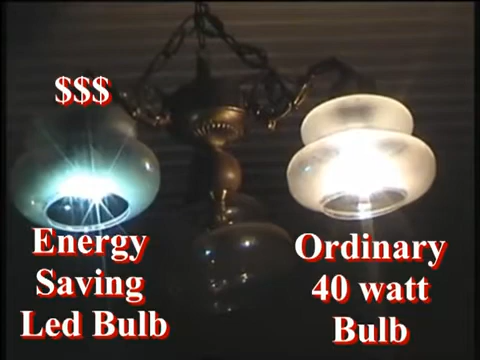 $$$
Energy
Saving
Led Bulb
Ordinary
40 watt
Bulb